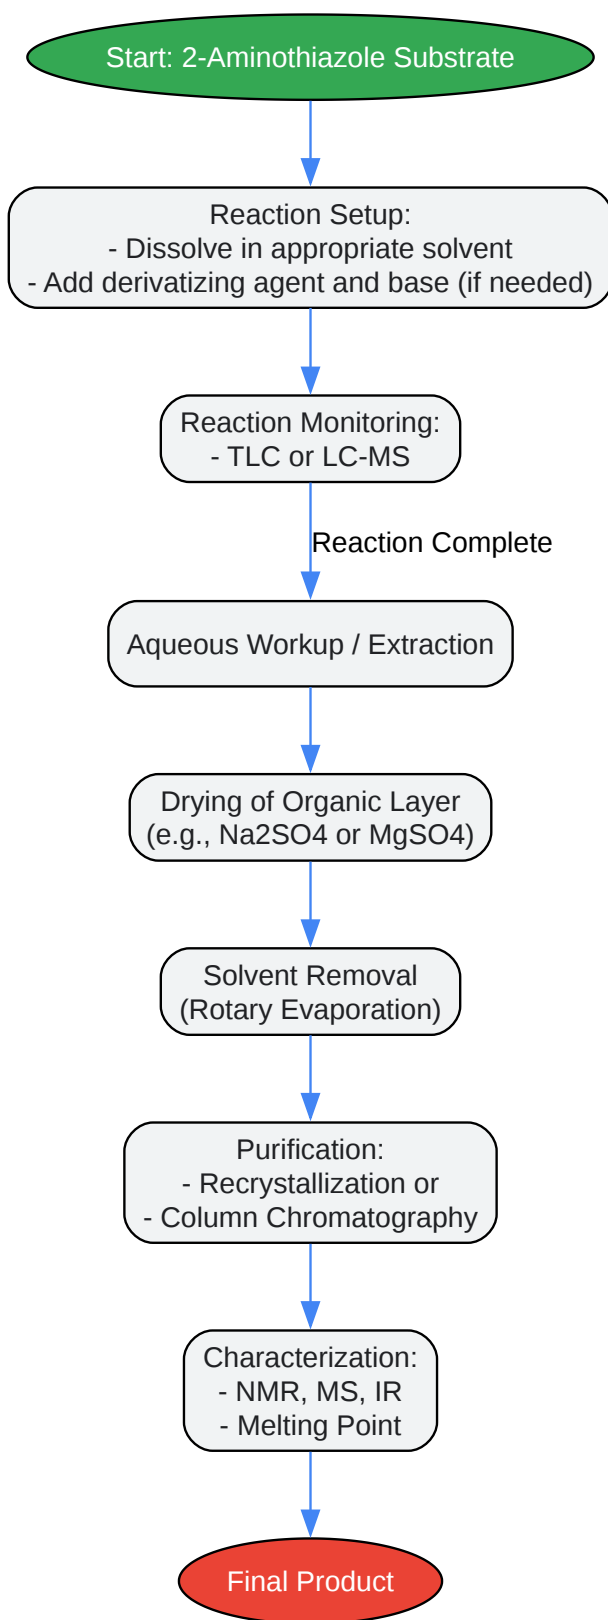 Start: 2-Aminothiazole Substrate
Reaction Setup:
- Dissolve in appropriate solvent
- Add derivatizing agent and base (if needed)
Reaction Monitoring:
- TLC or LC-MS
Reaction Complete
Aqueous Workup / Extraction
Drying of Organic Layer
(e.g., Na2SO4 or MgSO4)
Solvent Removal
(Rotary Evaporation)
Purification:
- Recrystallization or
- Column Chromatography
Characterization:
- NMR, MS, IR
- Melting Point
Final Product